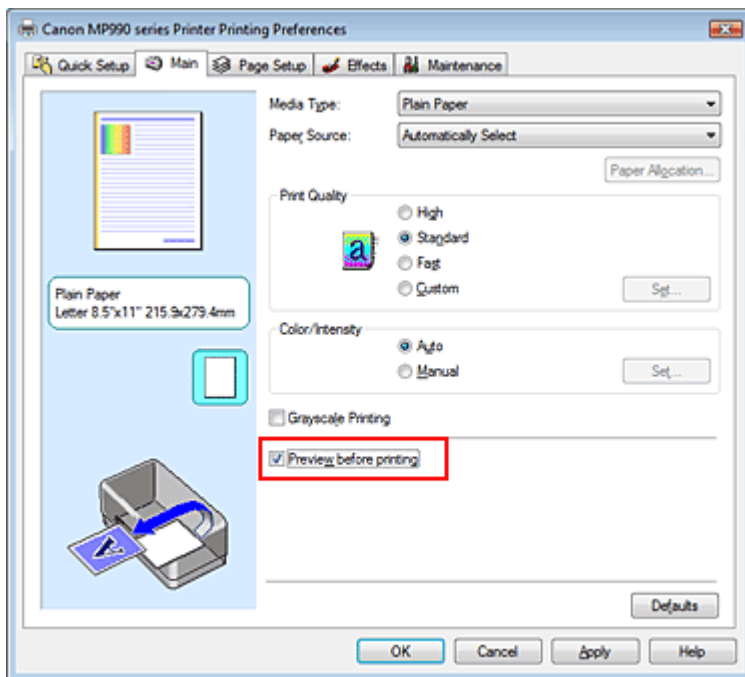 Canon MP990 series Printer Printing Preferences
Quick Setup Main Page Setup Effects Maintenance
Media Type: Plain Paper
Paper Source: Automatically Select
Paper Allocation...
Print Quality
High
a Standard
Fast
Custom Set...
Plain Paper
Letter 8.5"x11" 215.9x279.4mm
Color/Intensity
Auto
Manual Set...
Grayscale Printing
Preview before printing
A
Defaults
OK Cancel Apply Help